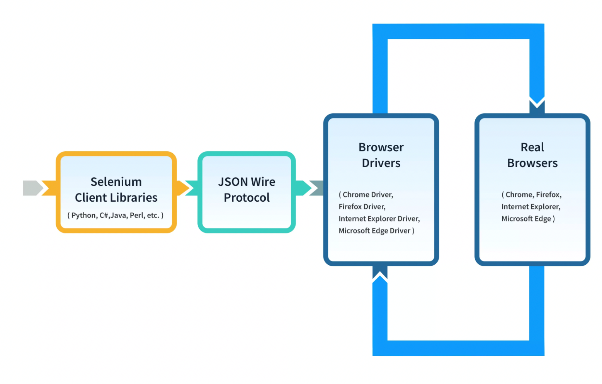 Selenium
Client Libraries
( Python, C#,Java, Perl, etc. )
JSON Wire
Protocol
Browser
Drivers
( Chrome Driver,
Firefox Driver,
Internet Explorer Driver,
Microsoft Edge Driver )
Real
Browsers
( Chrome, Firefox,
Internet Explorer,
Microsoft Edge )